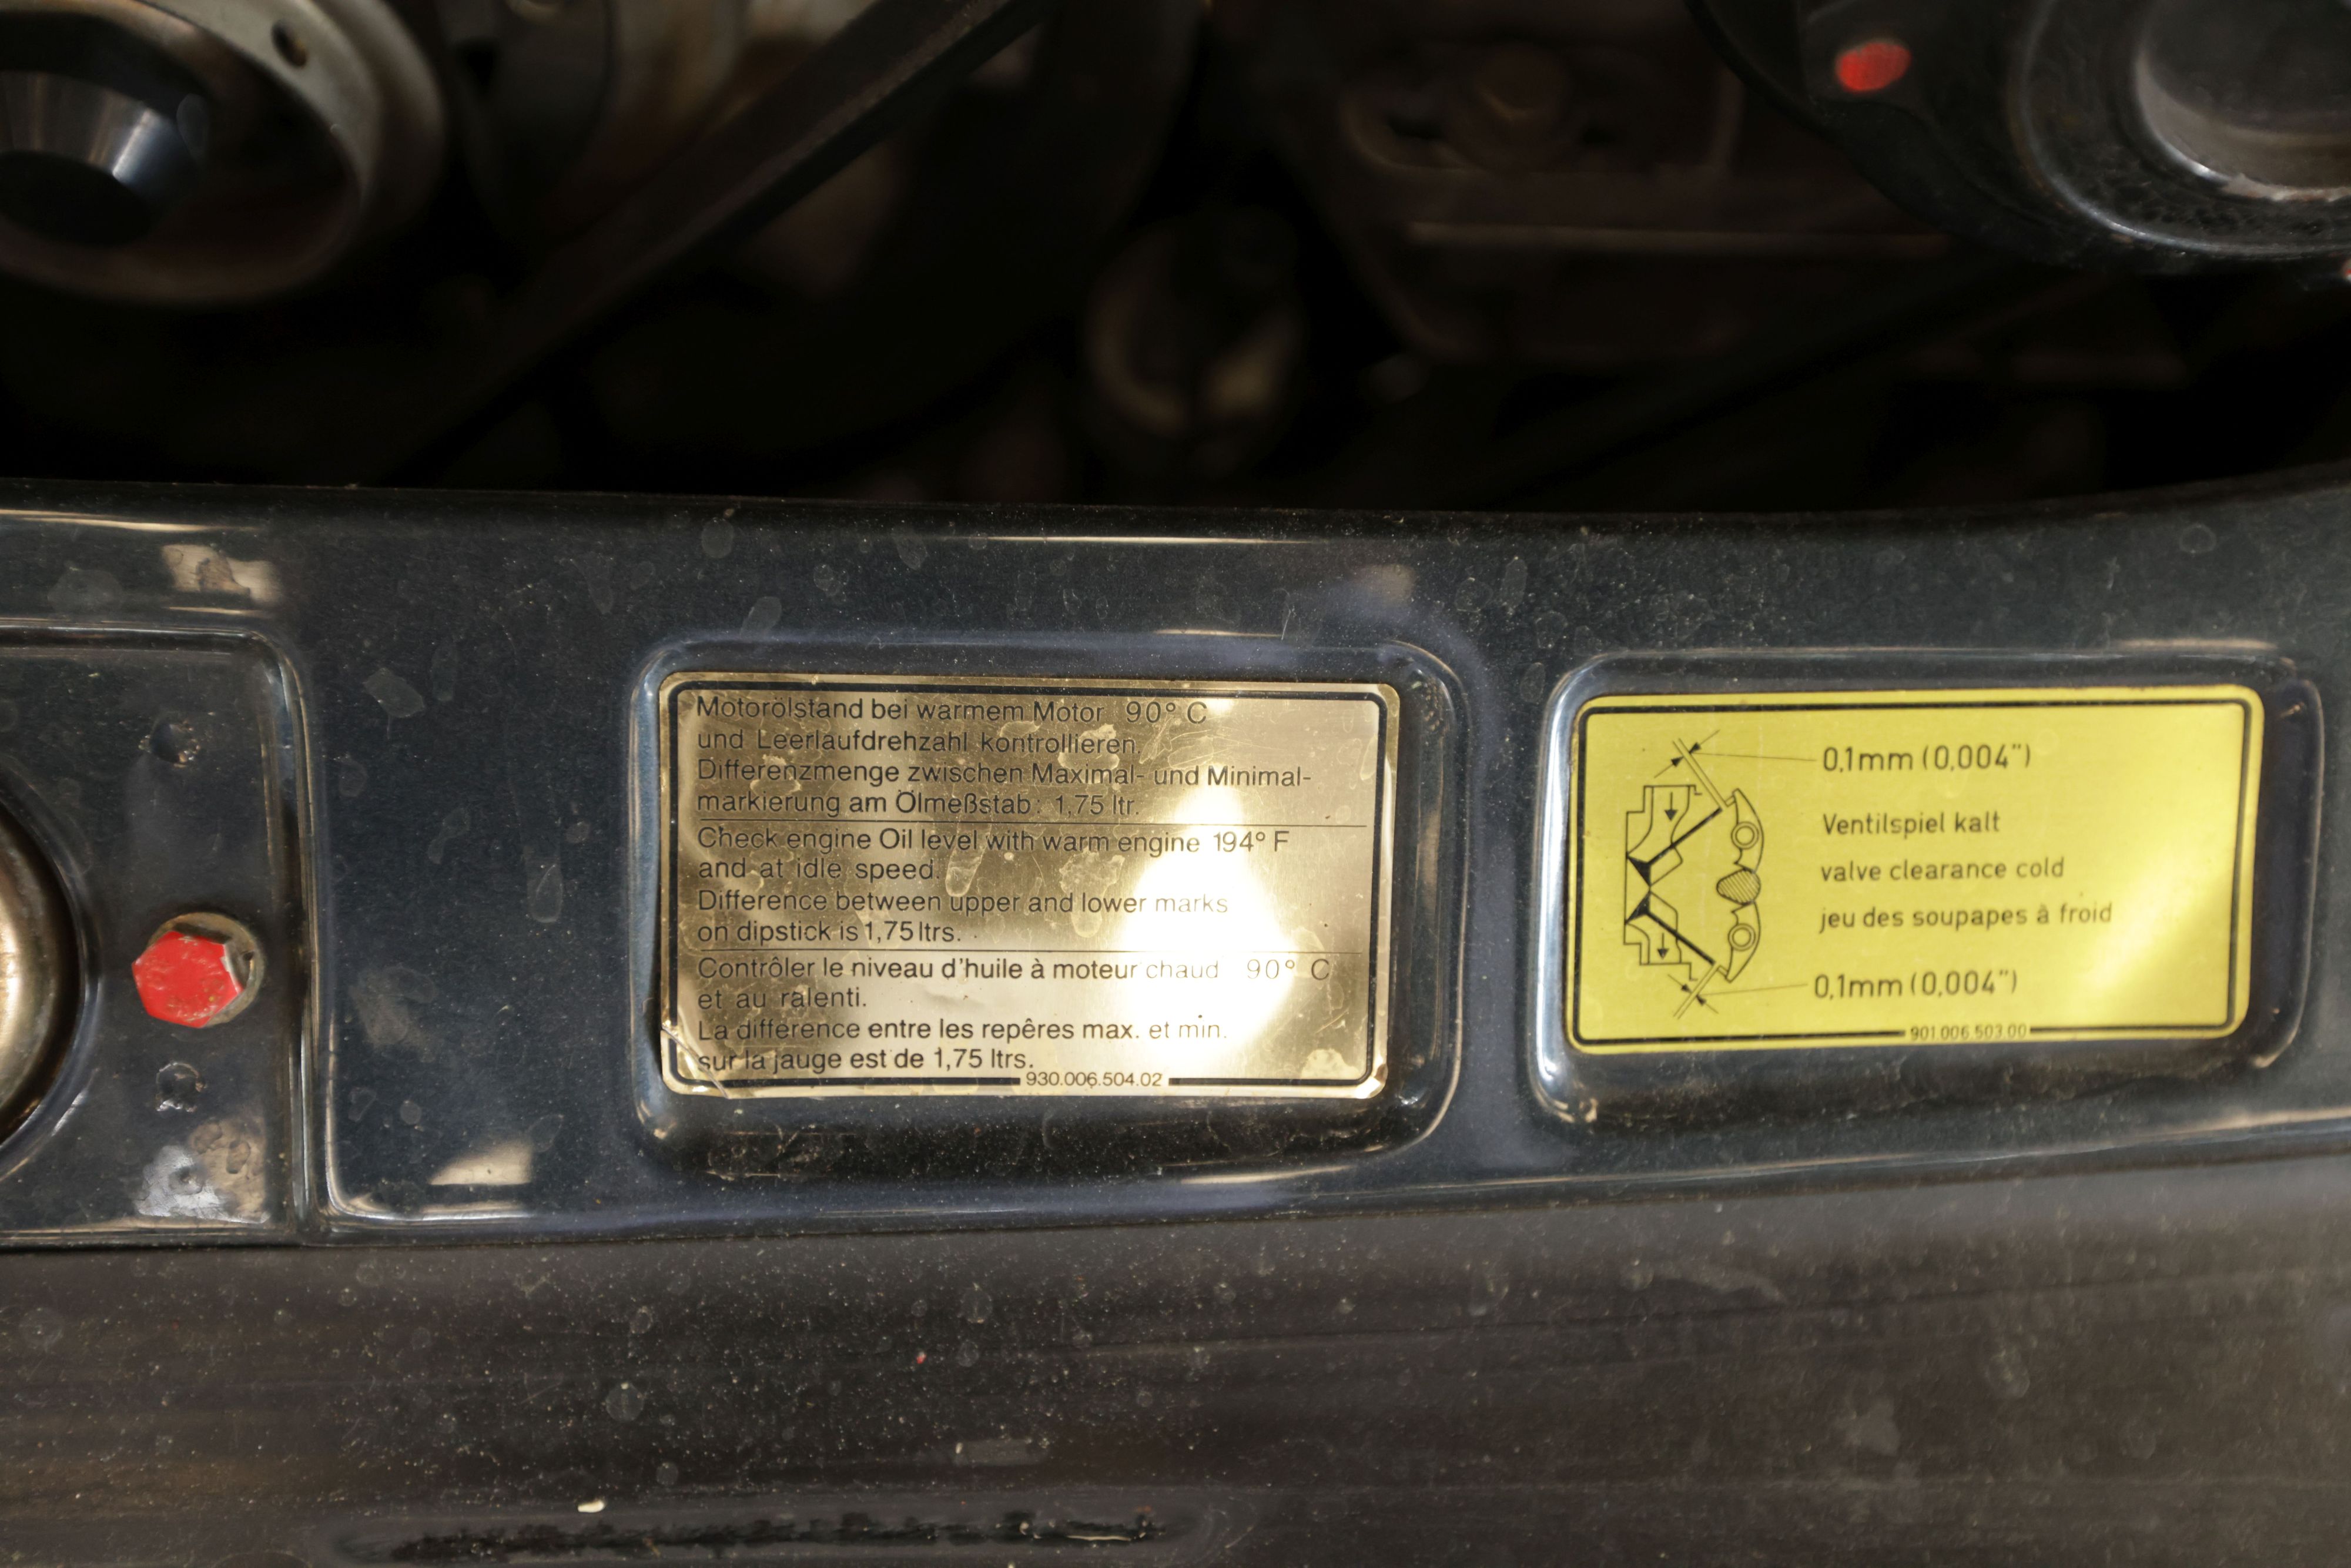 Motorölstand bei warmem Motor 90° C
und Leerlaufdrehzahl kontrollieren.
Differenzmenge zwischen Maximal- und Minimal-
markierung am Ölmeßstab: 1,75 ltr.
Check engine Oil level with warm engine 194° F
and at idle speed.
Difference between upper and lower marks
on dipstick is 1,75 ltrs.
Contrôler le niveau d'huile à moteur chaud 90° C
et au ralenti.
La différence entre les repêres max. et min.
sur la jauge est de 1,75 ltrs.
930.006.504.02
0,1mm (0,004")
Ventilspiel kalt
valve clearance cold
jeu des soupapes à froid
0,1mm (0,004")
901.006.503.00